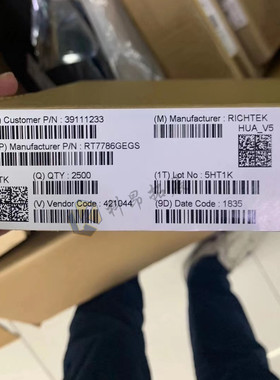 ) Customer P/N : 39111233
(M) Manufacturer : RICHTEK
HUA_V5
P) Manufacturer P/N : RT7786GEGS
TK
(Q) QTY : 2500
(1T) Lot No : 5HT1K
(V) Vendor Code : 421044
(9D) Date Code : 1835